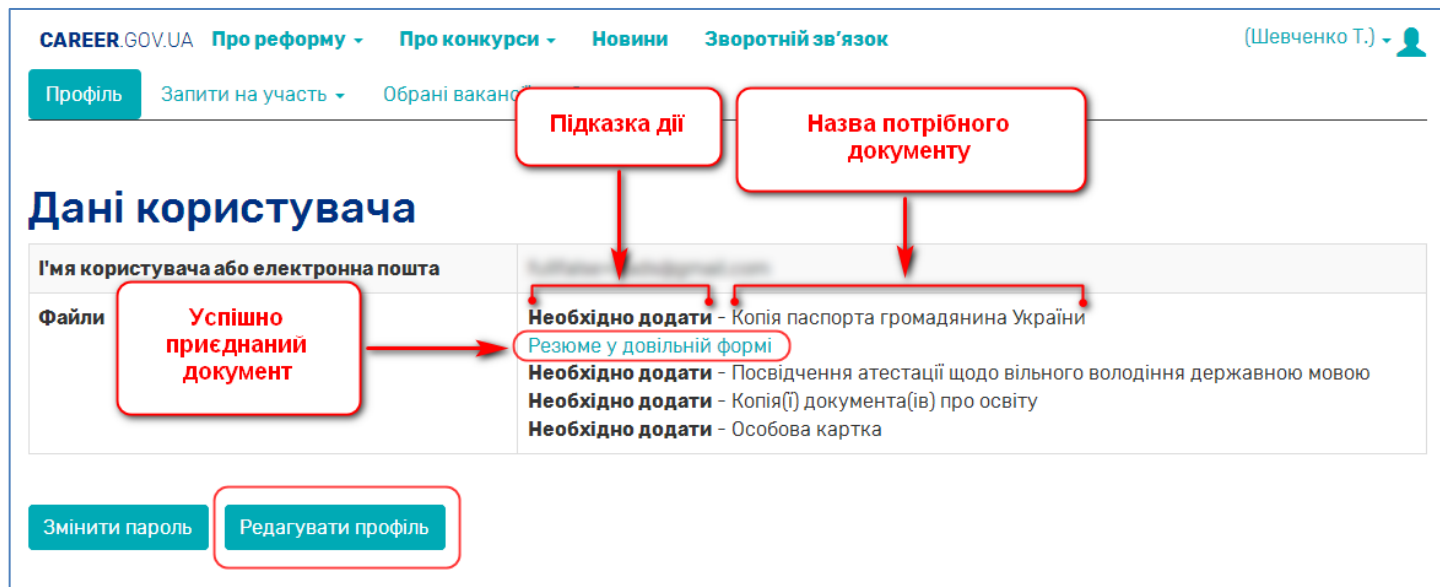 CAREER.GOV.UA Про реформу Про конкурси Новини Зворотній зв’язок (Шевченко Т.)
Профіль Запити на участь Обрані
Підказка дії
Назва потрібного
документу
Дані користувача
І'мя користувача або електронна пошта
Файли
Успішно
приєднаний
документ
Необхідно додати - Копія паспорта громадянина України
Резюме у довільній формі
Необхідно додати - Посвідчення атестації щодо вільного володіння державною мовою
Необхідно додати - Копія(ї) документа(ів) про освіту
Необхідно додати - Особова картка
Змінити пароль Редагувати профіль